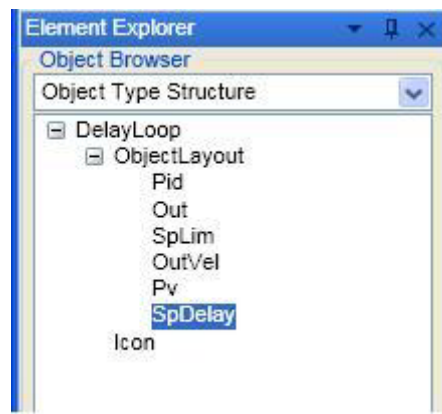 Element Explorer
Object Browser
Object Type Structure
DelayLoop
ObjectLayout
Pid
Out
SpLim
OutVel
Pv
SpDelay
Icon